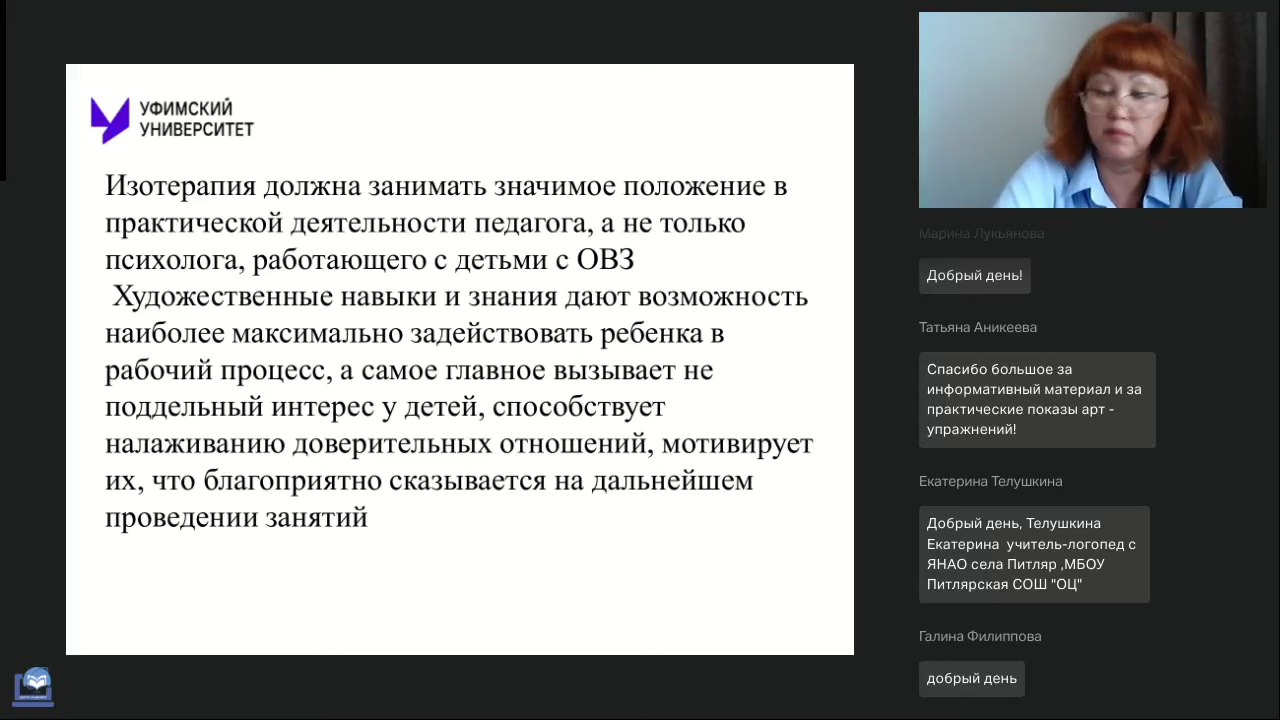 УФИМСКИЙ
УНИВЕРСИТЕТ
Изотерапия должна занимать значимое положение в
практической деятельности педагога, а не только
психолога, работающего с детьми с ОВЗ
Художественные навыки и знания дают возможность
наиболее максимально задействовать ребенка в
рабочий процесс, а самое главное вызывает не
поддельный интерес у детей, способствует
налаживанию доверительных отношений, мотивирует
их, что благоприятно сказывается на дальнейшем
проведении занятий
Марина Лукьянова
Добрый день!
Татьяна Аникеева
Спасибо большое за
информативный материал и за
практические показы арт -
упражнений!
Екатерина Телушкина
Добрый день, Телушкина
Екатерина  учитель-логопед с
ЯНАО села Питляр ,МБОУ
Питлярская СОШ "ОЦ"
Галина Филиппова
добрый день